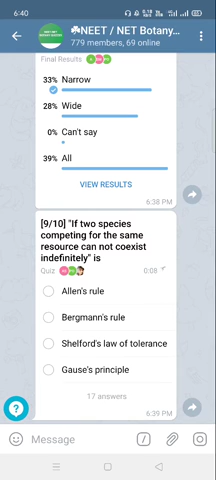 6:40
NEET / NET Botany...
779 members, 69 online
Final Results
33% Narrow
28% Wide
0% Can't say
39% All
VIEW RESULTS
6:38 PM
[9/10] "If two species
competing for the same
resource can not coexist
indefinitely" is
Quiz
0:08
Allen's rule
Bergmann's rule
Shelford's law of tolerance
Gause's principle
17 answers
6:39 PM
Message